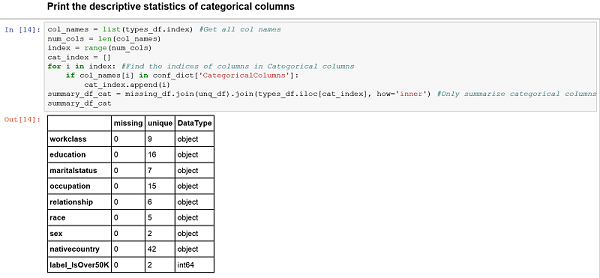 Print the descriptive statistics of categorical columns
In [14]: col_names = list(types_df.index) #Get all col names
num_cols = len(col_names)
index = range(num_cols)
cat_index = []
for i in index: #Find the indices of columns in Categorical columns
if col_names[i] in conf_dict['CategoricalColumns']:
cat_index.append(i)
summary_df_cat = missing_df.join(unq_df).join(types_df.iloc[cat_index], how='inner') #Only summarize categorical columns
summary_df_cat
Out[14]:
missing unique DataType
workclass 0 9 object
education 0 16 object
maritalstatus 0 7 object
occupation 0 15 object
relationship 0 6 object
race 0 5 object
sex 0 2 object
nativecountry 0 42 object
label_IsOver50K 0 2 int64